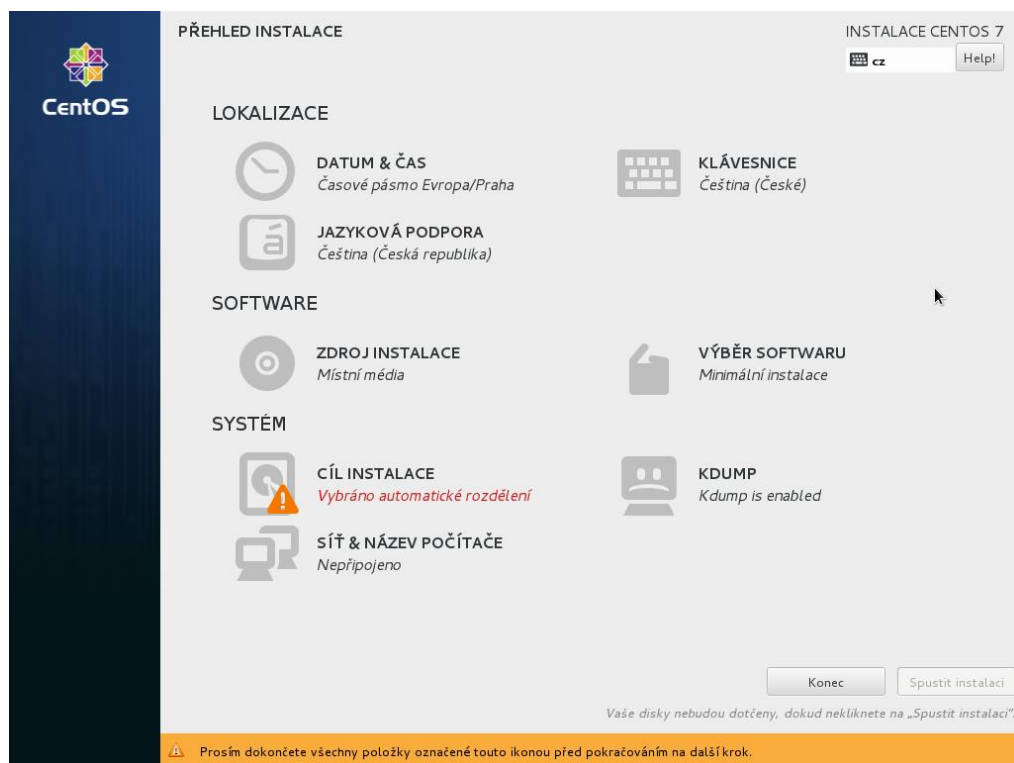 PŘEHLED INSTALACE
INSTALACE CENTOS 7
cz
Help!
CentOS
LOKALIZACE
DATUM & ČAS
Časové pásmo Evropa/Praha
KLÁVESNICE
Čeština (České)
á
JAZYKOVÁ PODPORA
Čeština (Česká republika)
SOFTWARE
ZDROJ INSTALACE
Místní média
VÝBĚR SOFTWARU
Minimální instalace
SYSTÉM
CÍL INSTALACE
Vybráno automatické rozdělení
KDUMP
Kdump is enabled
SÍŤ & NÁZEV POČÍTAČE
Nepřipojeno
Konec
Spustit instalaci
Vaše disky nebudou dotčeny, dokud nekliknete na „Spustit instalaci“.
Prosím dokončete všechny položky označené touto ikonou před pokračováním na další krok.